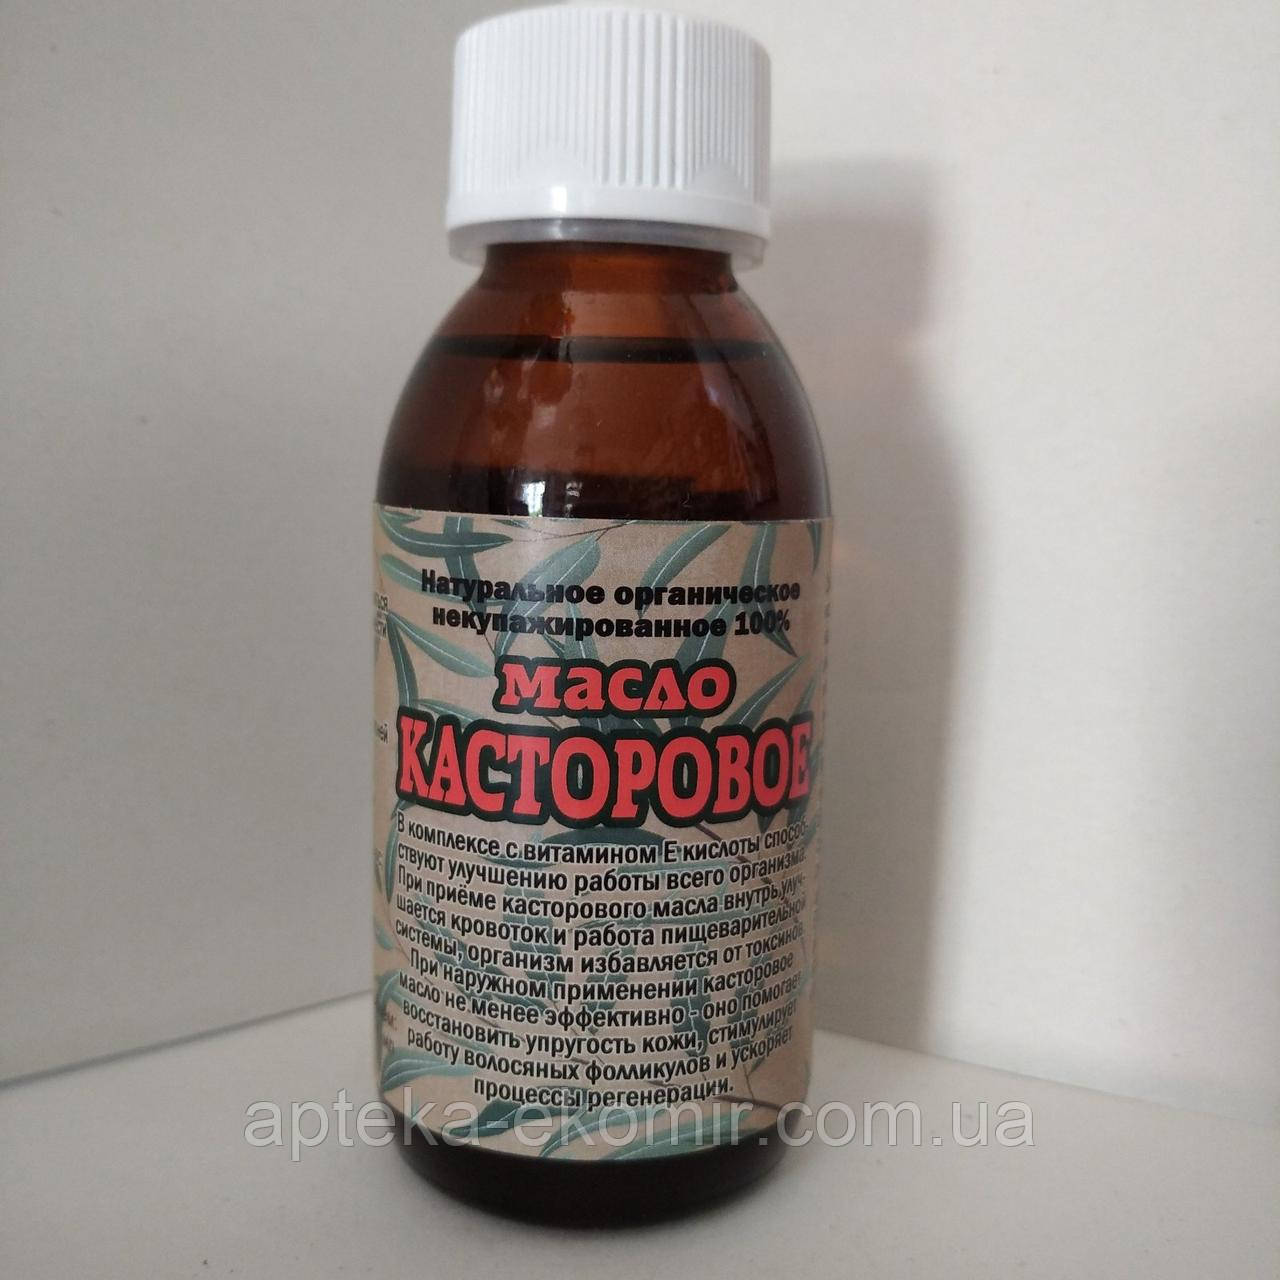 Натуральное органическое
некупажированное 100%
масло
КАСТОРОВОЕ
В комплексе с витамином Е кислоты способ-
ствуют улучшению работы всего организма.
При приёме касторового масла внутрь улуч-
шается кровоток и работа пищеварительной
системы, организм избавляется от токсинов.
При наружном применении касторовое
масло не менее эффективно - оно помогает
восстановить упругость кожи, стимулирует
работу волосяных фолликулов и ускоряет
процессы регенерации.
apteka-ekomir.com.ua